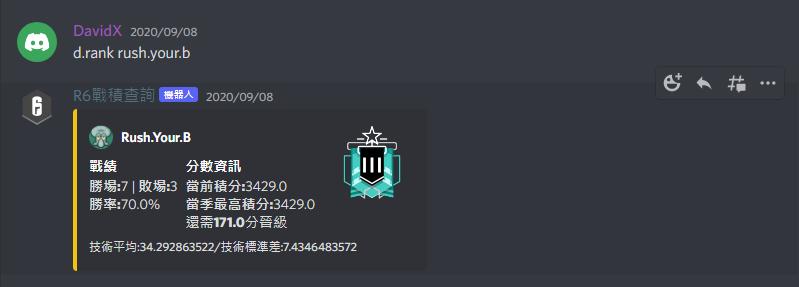 DavidX 2020/09/08
d.rank rush.your.b
R6戰積查詢 機器人 2020/09/08
Rush.Your.B
戰績 分數資訊
勝場:7 | 敗場:3 當前積分:3429.0
勝率:70.0% 當季最高積分:3429.0
還需171.0分晉級
技術平均:34.292863522/技術標準差:7.4346483572